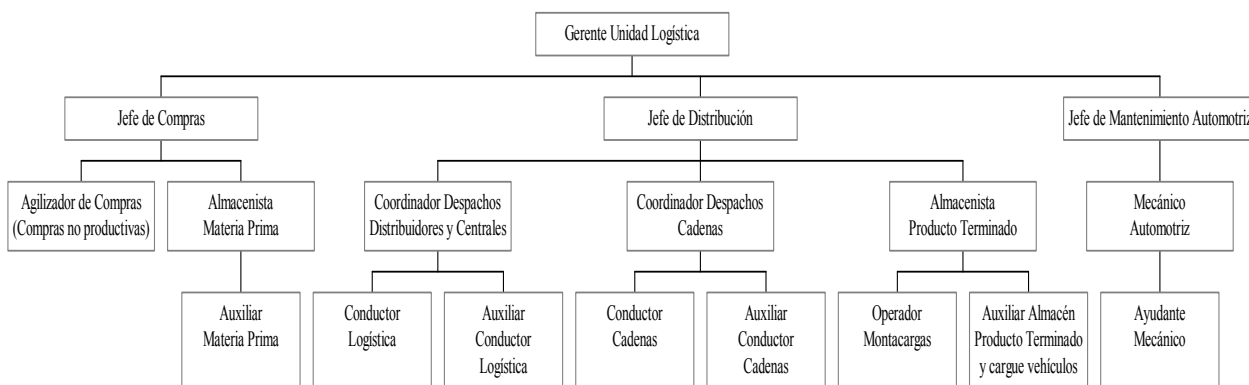 Gerente Unidad Logística
Jefe de Compras
Jefe de Distribución
Jefe de Mantenimiento Automotriz
Agilizador de Compras
(Compras no productivas)
Almacenista
Materia Prima
Coordinador Despachos
Distribuidores y Centrales
Coordinador Despachos
Cadenas
Almacenista
Producto Terminado
Mecánico
Automotriz
Auxiliar
Materia Prima
Conductor
Logística
Auxiliar
Conductor
Logística
Conductor
Cadenas
Auxiliar
Conductor
Cadenas
Operador
Montacargas
Auxiliar Almacén
Producto Terminado
y cargue vehículos
Ayudante
Mecánico